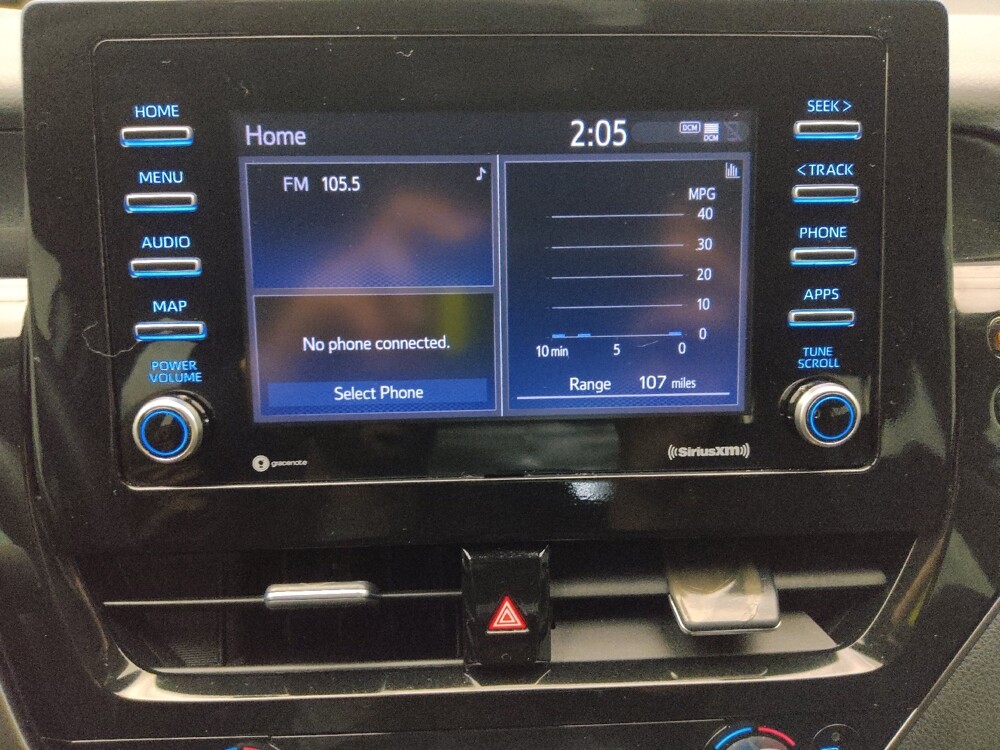 HOME
MENU
AUDIO
MAP
POWER
VOLUME
Home
2:05
DCM
DCM
FM 105.5
No phone connected.
Select Phone
MPG
40
30
20
10
0
10 min 5 0
Range 107 miles
SEEK >
< TRACK
PHONE
APPS
TUNE
SCROLL
gracenote
((SiriusXM))